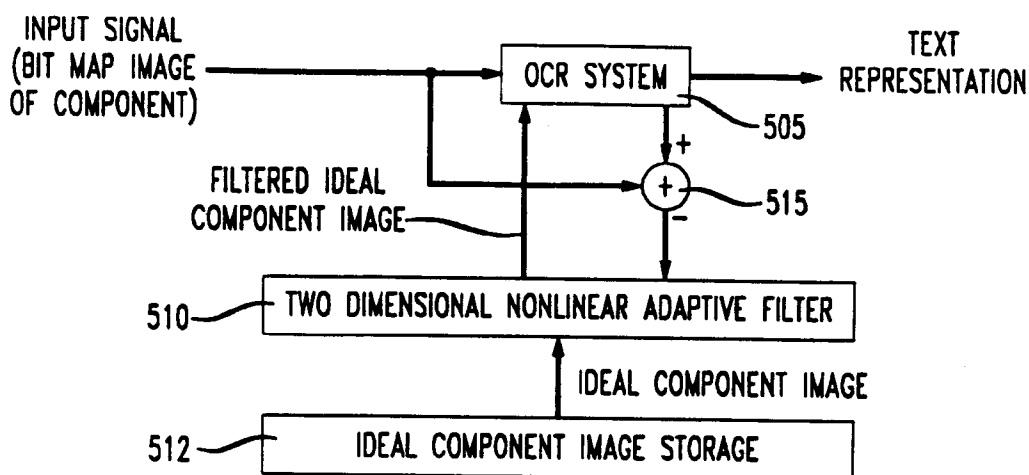 INPUT SIGNAL
(BIT MAP IMAGE
OF COMPONENT)
OCR SYSTEM
TEXT
REPRESENTATION
505
+
+
515
−
FILTERED IDEAL
COMPONENT IMAGE
510
TWO DIMENSIONAL NONLINEAR ADAPTIVE FILTER
IDEAL COMPONENT IMAGE
512
IDEAL COMPONENT IMAGE STORAGE